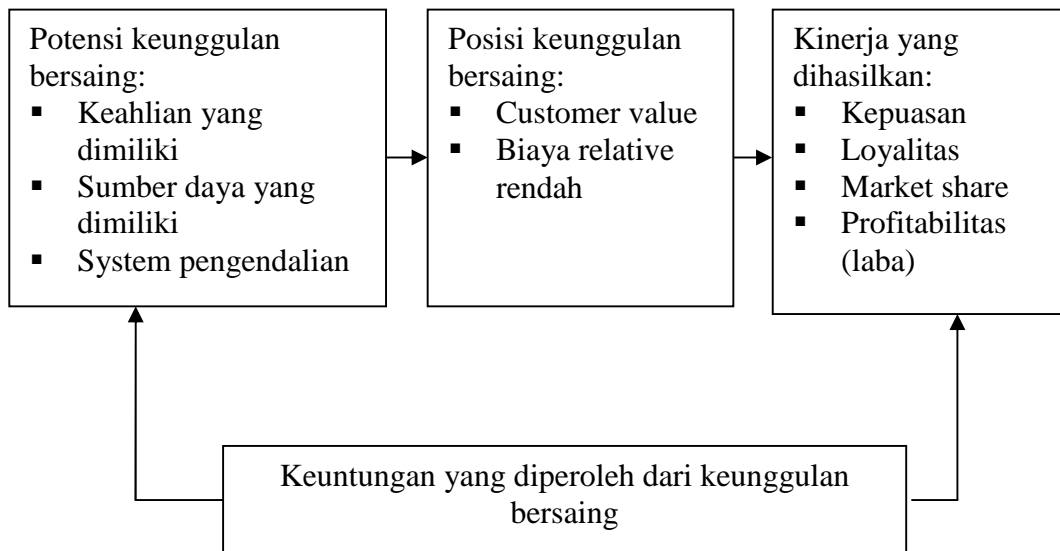 Potensi keunggulan
bersaing:
▪ Keahlian yang
dimiliki
▪ Sumber daya yang
dimiliki
▪ System pengendalian
Posisi keunggulan
bersaing:
▪ Customer value
▪ Biaya relative
rendah
Kinerja yang
dihasilkan:
▪ Kepuasan
▪ Loyalitas
▪ Market share
▪ Profitabilitas
(laba)
Keuntungan yang diperoleh dari keunggulan
bersaing